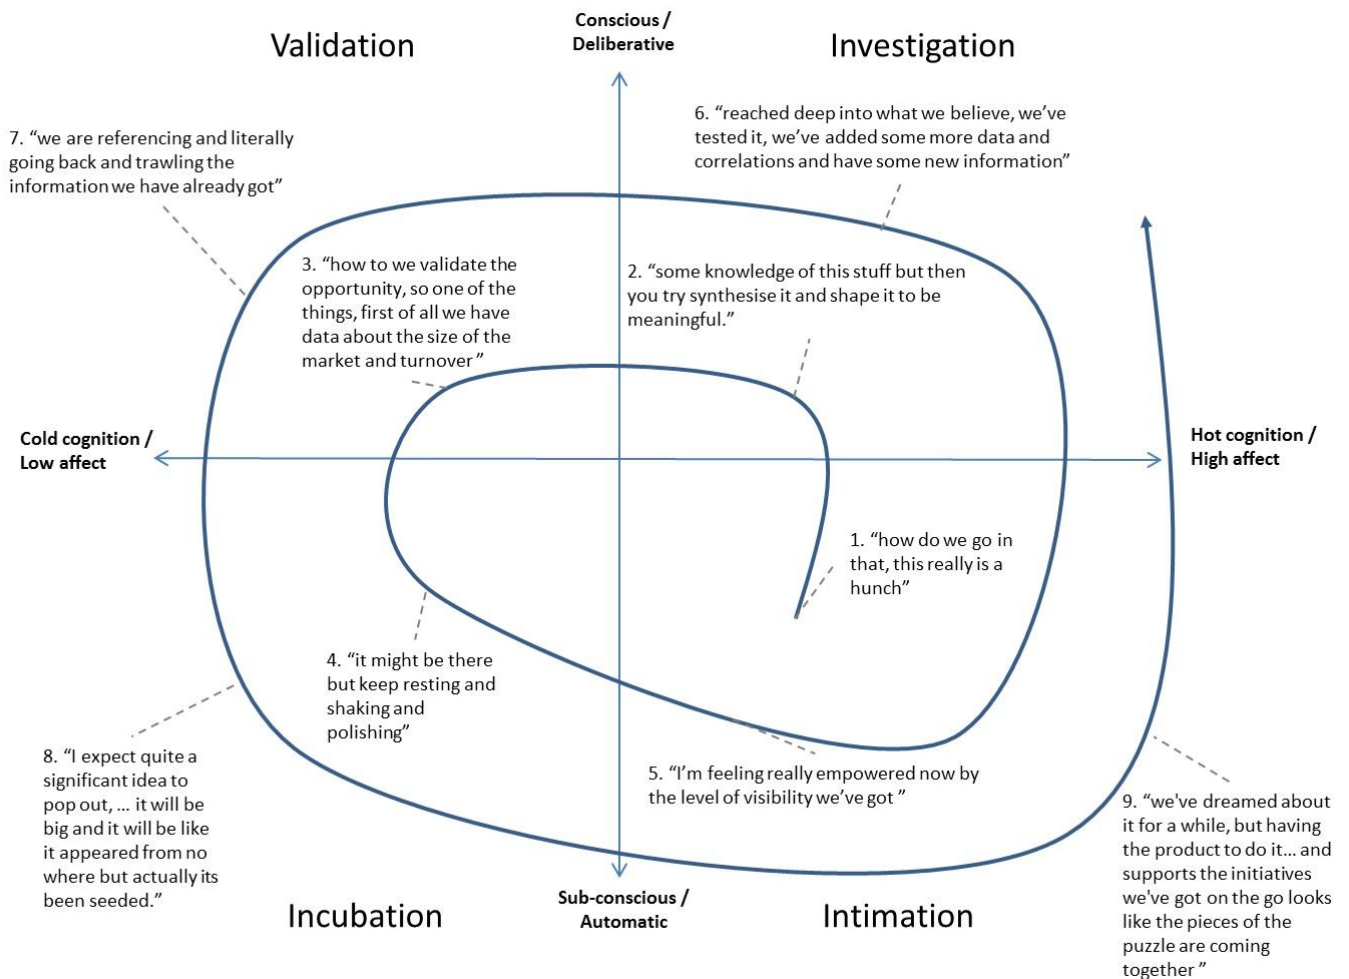 Conscious /
Deliberative
Validation
Investigation
6. “reached deep into what we believe, we’ve
tested it, we’ve added some more data and
correlations and have some new information”
7. “we are referencing and literally
going back and trawling the
information we have already got”
3. “how to we validate the
opportunity, so one of the
things, first of all we have
data about the size of the
market and turnover ”
2. “some knowledge of this stuff but then
you try synthesise it and shape it to be
meaningful.”
Cold cognition /
Low affect
Hot cognition /
High affect
1. “how do we go in
that, this really is a
hunch”
4. “it might be there
but keep resting and
shaking and
polishing”
5. “I’m feeling really empowered now by
the level of visibility we’ve got ”
8. “I expect quite a
significant idea to
pop out, ... it will be
big and it will be like
it appeared from no
where but actually its
been seeded.”
9. “we've dreamed about
it for a while, but having
the product to do it... and
supports the initiatives
we've got on the go looks
like the pieces of the
puzzle are coming
together ”
Sub-conscious /
Automatic
Incubation
Intimation